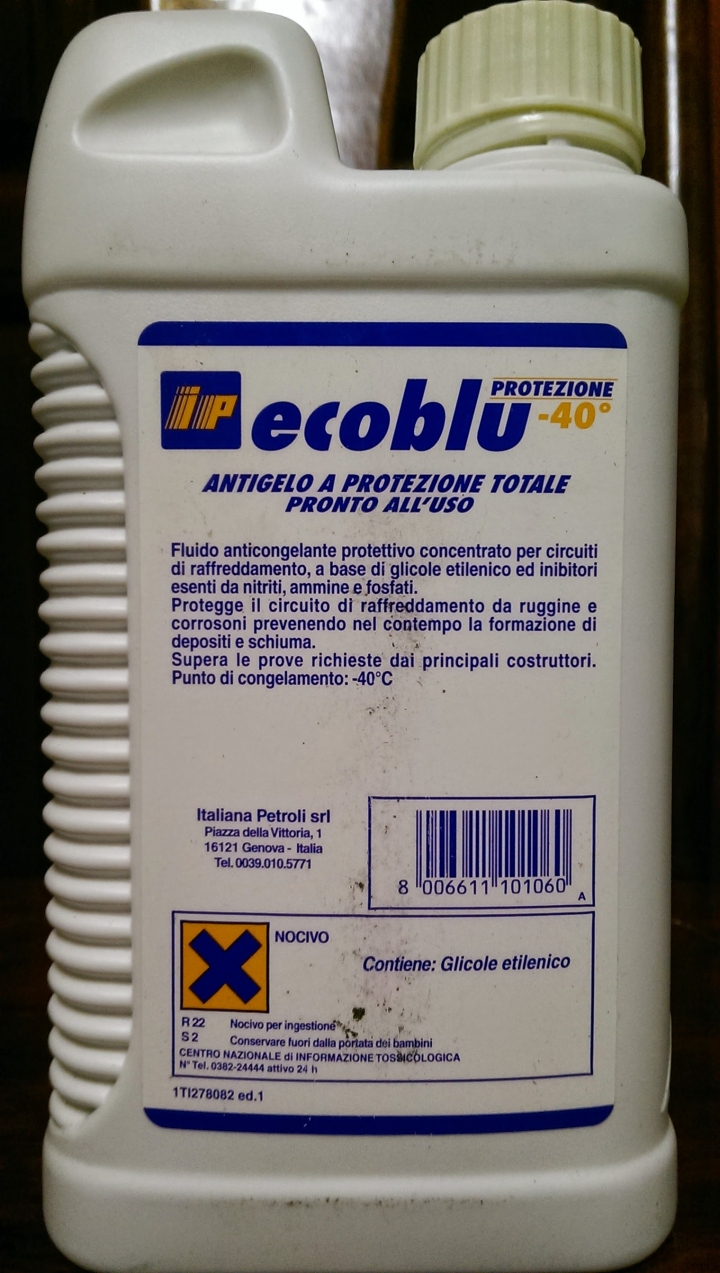 iP ecoblu PROTEZIONE
-40°
ANTIGELO A PROTEZIONE TOTALE
PRONTO ALL'USO
Fluido anticongelante protettivo concentrato per circuiti
di raffreddamento, a base di glicole etilenico ed inibitori
esenti da nitriti, ammine e fosfati.
Protegge il circuito di raffreddamento da ruggine e
corrosoni prevenendo nel contempo la formazione di
depositi e schiuma.
Supera le prove richieste dai principali costruttori.
Punto di congelamento: -40°C
Italiana Petroli srl
Piazza della Vittoria, 1
16121 Genova - Italia
Tel. 0039.010.5771
8 006611 101060 A
NOCIVO
Contiene: Glicole etilenico
R 22 Nocivo per ingestione
S 2 Conservare fuori dalla portata dei bambini
CENTRO NAZIONALE di INFORMAZIONE TOSSICOLOGICA
N° Tel. 0382-24444 attivo 24 h
1TI278082 ed.1